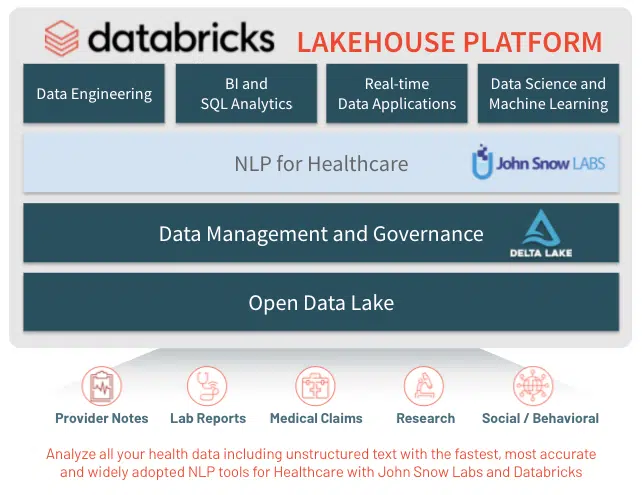 databricks LAKEHOUSE PLATFORM
Data Engineering
BI and
SQL Analytics
Real-time
Data Applications
Data Science and
Machine Learning
NLP for Healthcare
John Snow LABS
Data Management and Governance
DELTA LAKE
Open Data Lake
Provider Notes
Lab Reports
Medical Claims
Research
Social / Behavioral
Analyze all your health data including unstructured text with the fastest, most accurate
and widely adopted NLP tools for Healthcare with John Snow Labs and Databricks